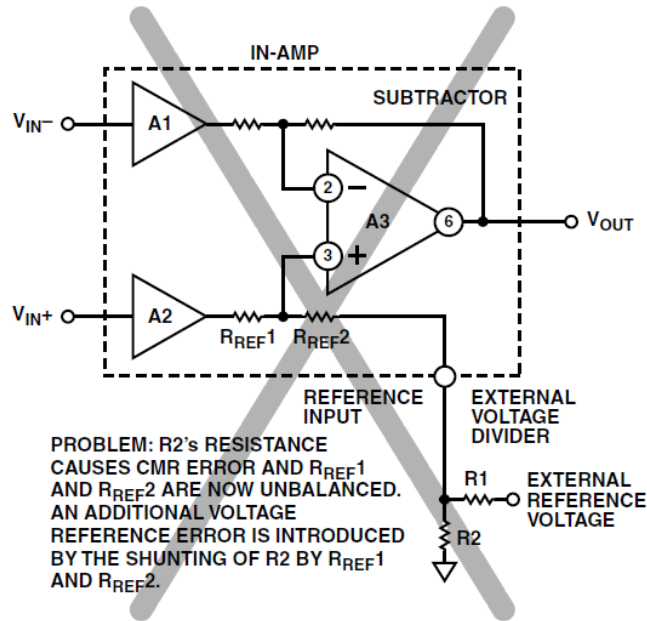 IN-AMP
SUBTRACTOR
VIN–
A1
2
–
A3
6
VOUT
3
+
VIN+
A2
RREF1
RREF2
REFERENCE
INPUT
EXTERNAL
VOLTAGE
DIVIDER
PROBLEM: R2's RESISTANCE
CAUSES CMR ERROR AND RREF1
AND RREF2 ARE NOW UNBALANCED.
AN ADDITIONAL VOLTAGE
REFERENCE ERROR IS INTRODUCED
BY THE SHUNTING OF R2 BY RREF1
AND RREF2.
R1
EXTERNAL
REFERENCE
VOLTAGE
R2